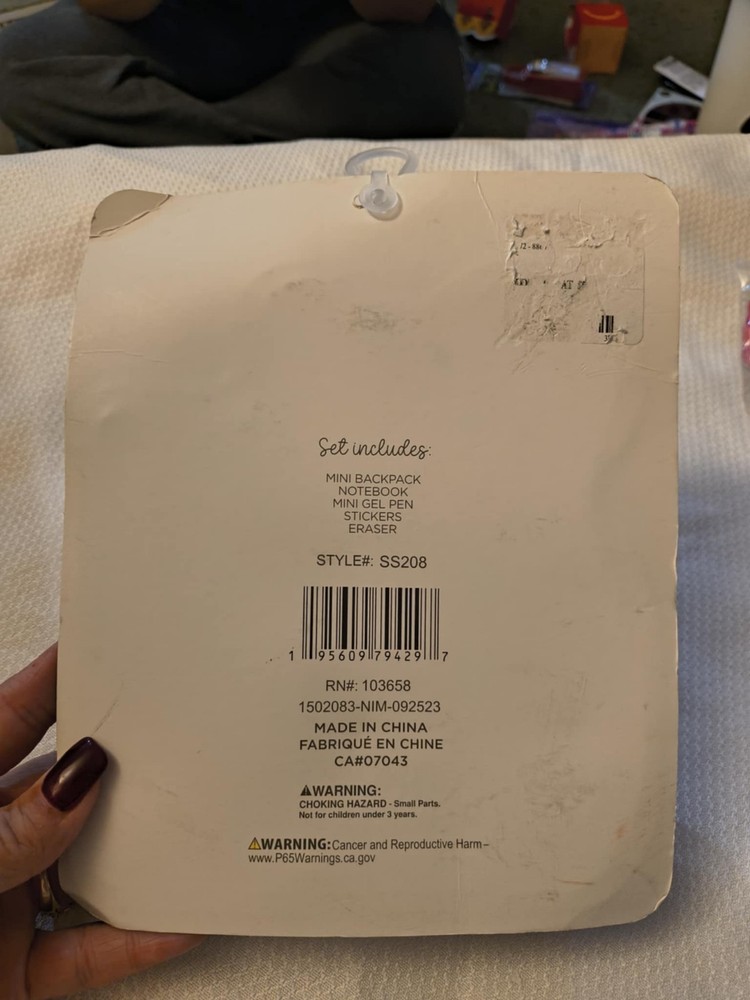 AT
Set includes:
MINI BACKPACK
NOTEBOOK
MINI GEL PEN
STICKERS
ERASER
STYLE#: SS208
1 95609 79429 7
RN#: 103658
1502083-NIM-092523
MADE IN CHINA
FABRIQUÉ EN CHINE
CA#07043
⚠WARNING:
CHOKING HAZARD - Small Parts.
Not for children under 3 years.
⚠WARNING: Cancer and Reproductive Harm –
www.P65Warnings.ca.gov